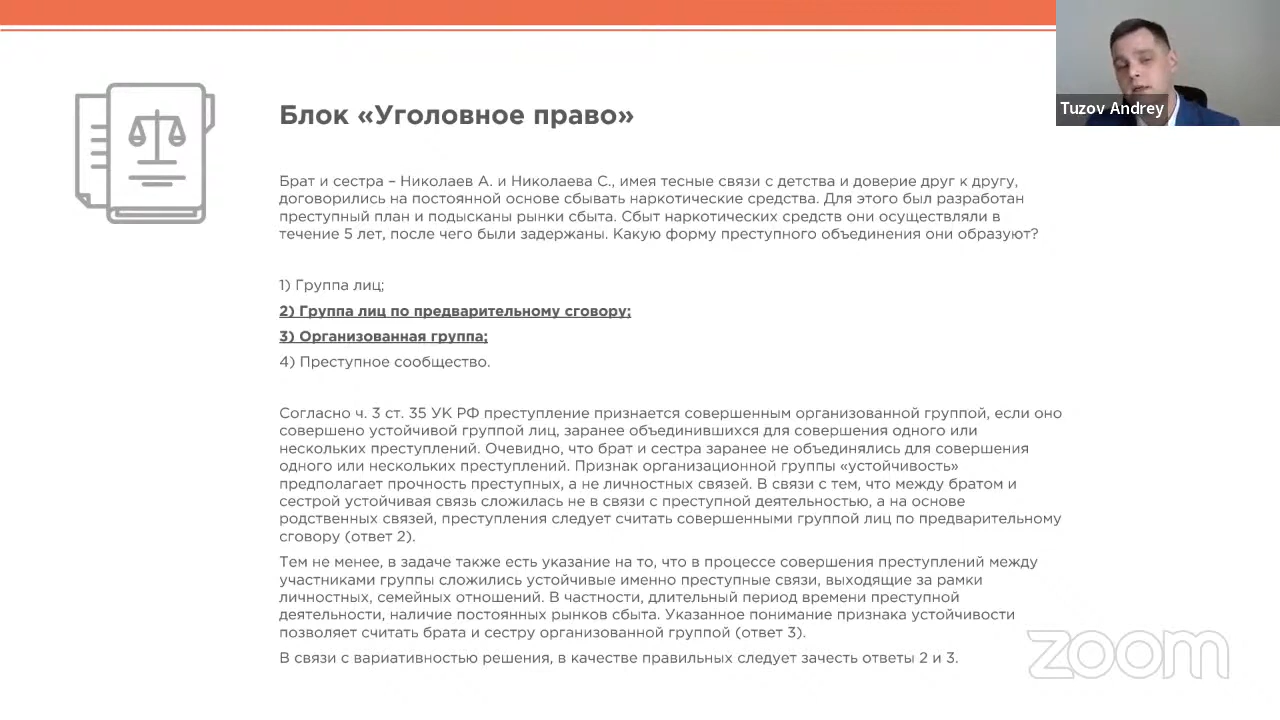 Tuzov Andrey
Блок «Уголовное право»
Брат и сестра – Николаев А. и Николаева С., имея тесные связи с детства и доверие друг к другу,
договорились на постоянной основе сбывать наркотические средства. Для этого был разработан
преступный план и подысканы рынки сбыта. Сбыт наркотических средств они осуществляли в
течение 5 лет, после чего были задержаны. Какую форму преступного объединения они образуют?
1) Группа лиц;
2) Группа лиц по предварительному сговору;
3) Организованная группа;
4) Преступное сообщество.
Согласно ч. 3 ст. 35 УК РФ преступление признается совершенным организованной группой, если оно
совершено устойчивой группой лиц, заранее объединившихся для совершения одного или
нескольких преступлений. Очевидно, что брат и сестра заранее не объединялись для совершения
одного или нескольких преступлений. Признак организационной группы «устойчивость»
предполагает прочность преступных, а не личностных связей. В связи с тем, что между братом и
сестрой устойчивая связь сложилась не в связи с преступной деятельностью, а на основе
родственных связей, преступления следует считать совершенными группой лиц по предварительному
сговору (ответ 2).
Тем не менее, в задаче также есть указание на то, что в процессе совершения преступлений между
участниками группы сложились устойчивые именно преступные связи, выходящие за рамки
личностных, семейных отношений. В частности, длительный период времени преступной
деятельности, наличие постоянных рынков сбыта. Указанное понимание признака устойчивости
позволяет считать брата и сестру организованной группой (ответ 3).
В связи с вариативностью решения, в качестве правильных следует зачесть ответы 2 и 3.
zoom